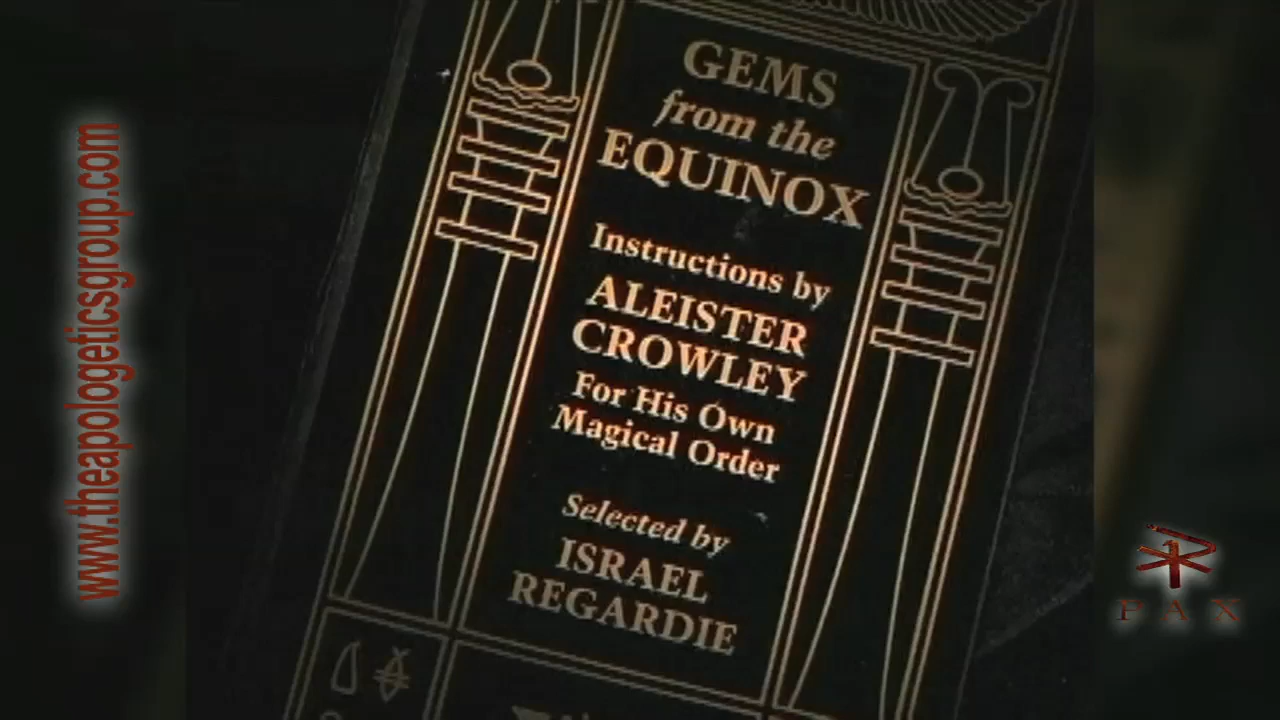 GEMS
from the
EQUINOX
Instructions by
ALEISTER
CROWLEY
For His Own
Magical Order
Selected by
ISRAEL
REGARDIE
www.theapologeticsgroup.com
PAX